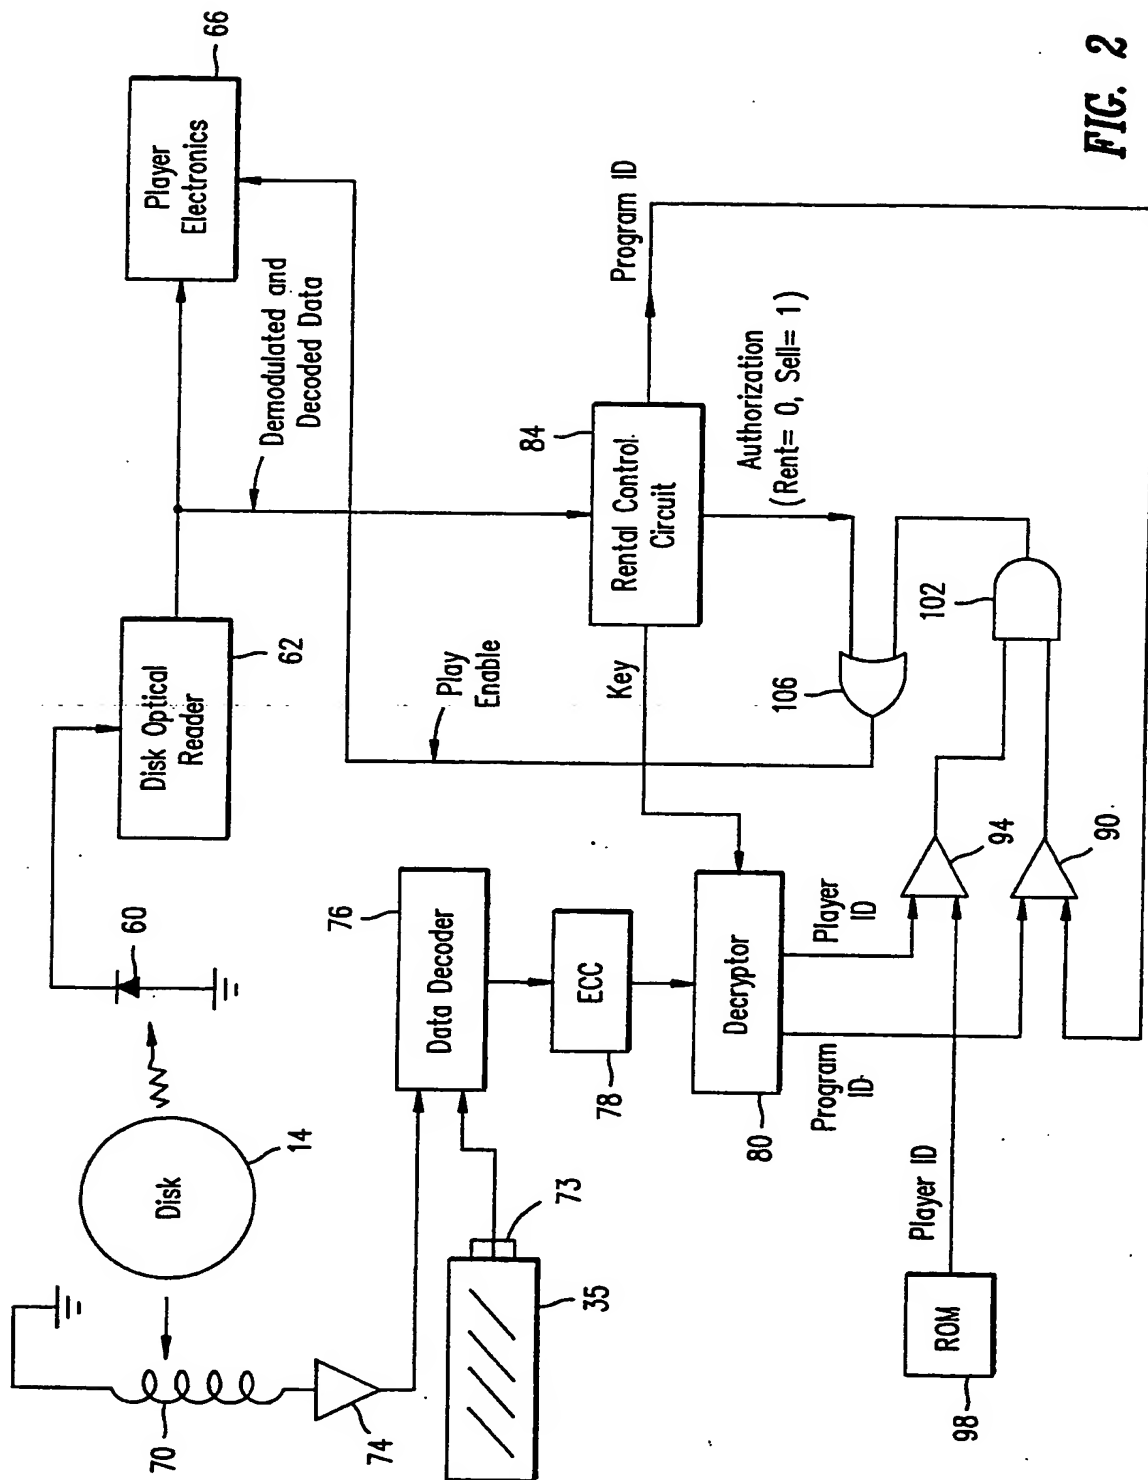 Disk
14
60
Disk Optical
Reader
62
Player
Electronics
66
Demodulated and
Decoded Data
70
74
35
73
Data Decoder
76
ECC
78
Decryptor
80
Key
Play
Enable
Rental Control
Circuit
84
Program ID
Authorization
(Rent= 0, Sell= 1)
106
102
Player
ID
Program
ID
94
90
Player ID
ROM
98
FIG. 2